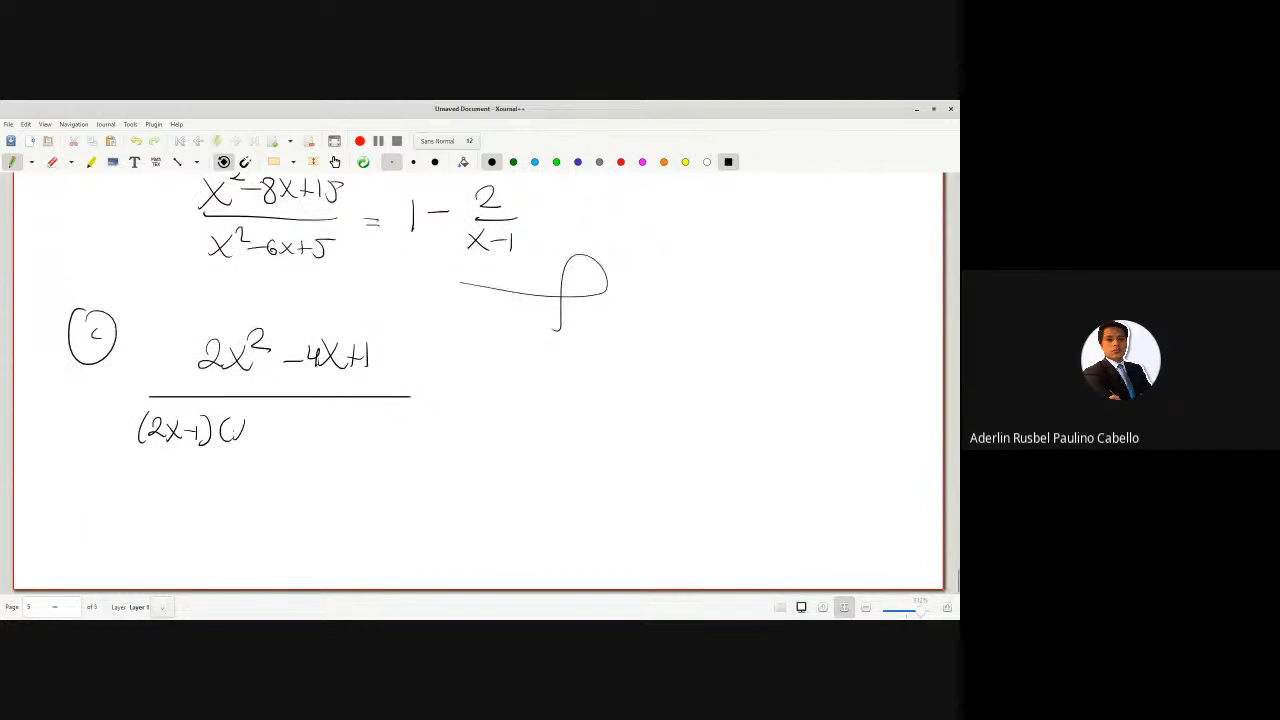 Unsaved Document - Xournal++
File Edit View Navigation Journal Tools Plugin Help
Sans Normal 12
x² - 8x + 15 / x² - 6x + 5 = 1 - 2 / x - 1
c
2x² - 4x + 1
(2x - 1) (
Aderlin Rusbel Paulino Cabello
Page 5 of 5 Layer Layer 1
312%